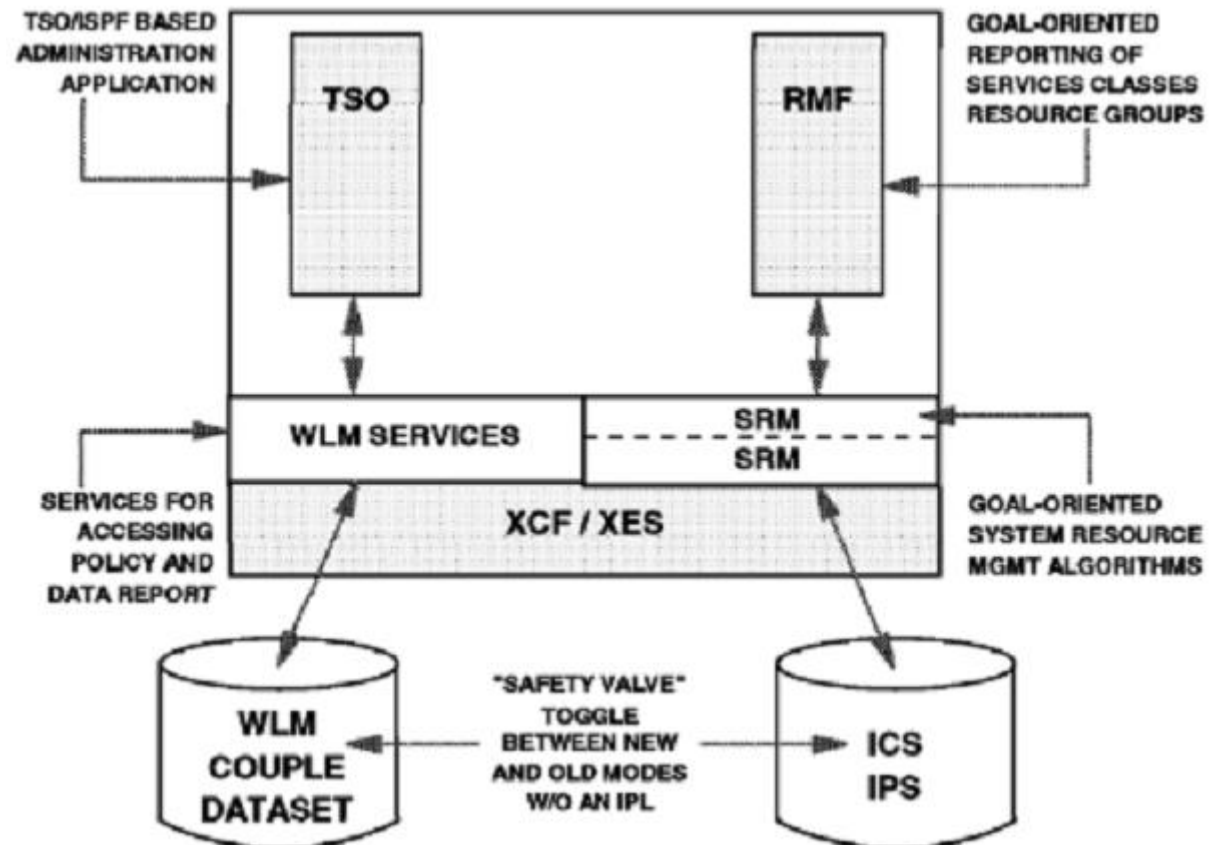 TSO/ISPF BASED
ADMINISTRATION
APPLICATION
TSO
RMF
GOAL-ORIENTED
REPORTING OF
SERVICES CLASSES
RESOURCE GROUPS
WLM SERVICES
SRM
SRM
SERVICES FOR
ACCESSING
POLICY AND
DATA REPORT
XCF / XES
GOAL-ORIENTED
SYSTEM RESOURCE
MGMT ALGORITHMS
WLM
COUPLE
DATASET
"SAFETY VALVE"
TOGGLE
BETWEEN NEW
AND OLD MODES
W/O AN IPL
ICS
IPS